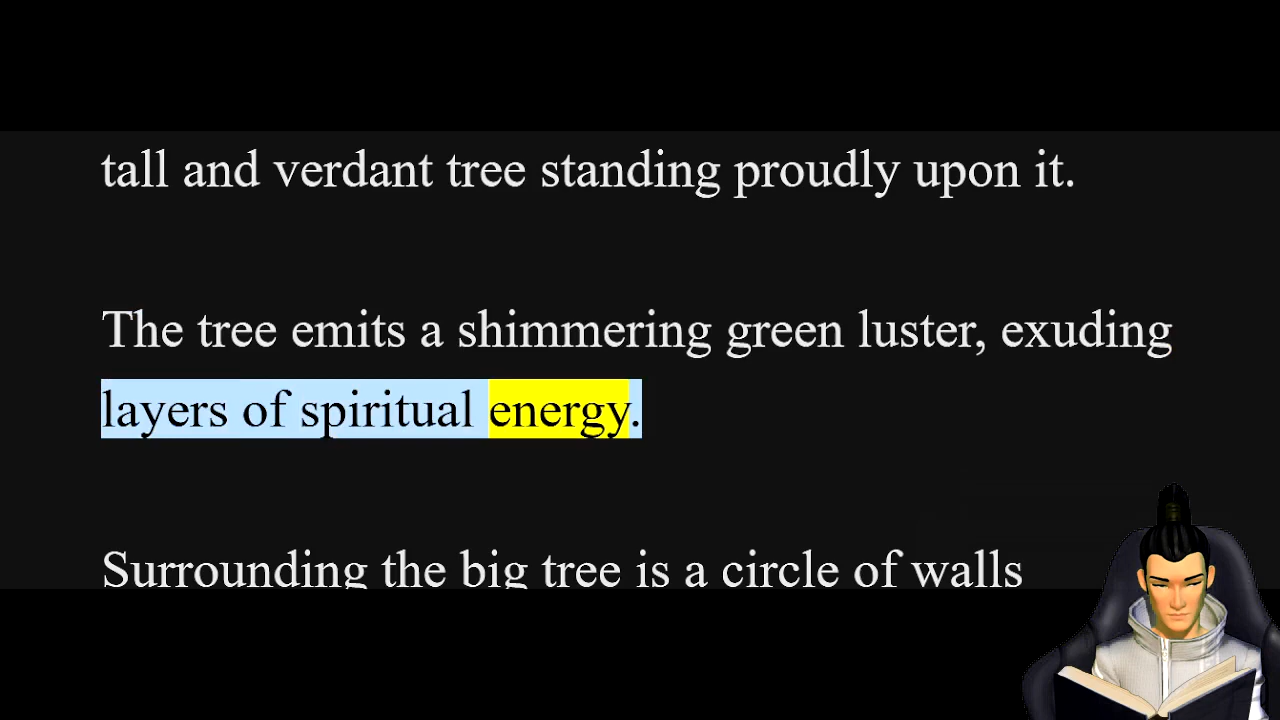 tall and verdant tree standing proudly upon it.
The tree emits a shimmering green luster, exuding
layers of spiritual energy.
Surrounding the big tree is a circle of walls